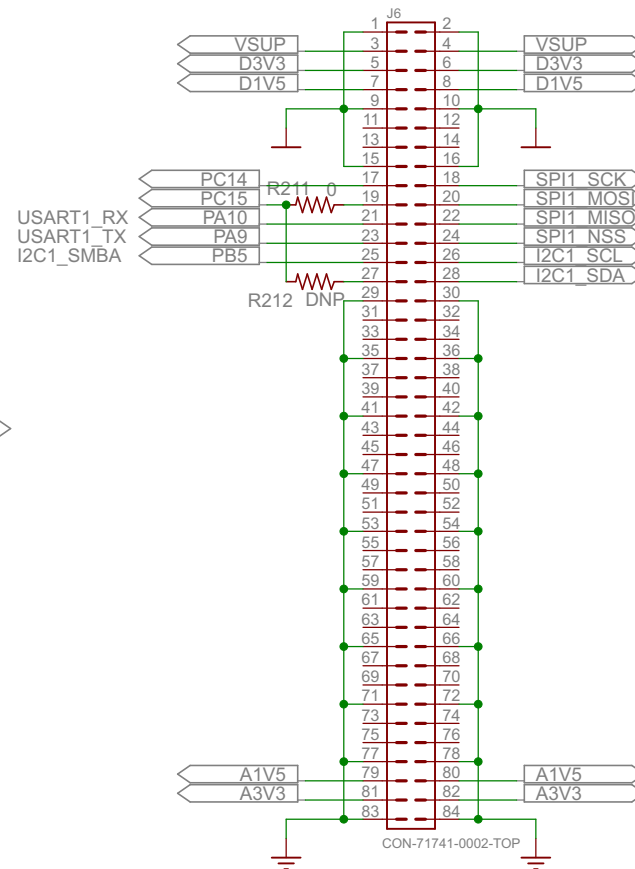 J6
1 2
VSUP 3 4 VSUP
D3V3 5 6 D3V3
D1V5 7 8 D1V5
9 10
11 12
13 14
15 16
PC14 17 18 SPI1_SCK
R211 0
PC15 19 20 SPI1_MOSI
USART1_RX PA10 21 22 SPI1_MISO
USART1_TX PA9 23 24 SPI1_NSS
I2C1_SMBA PB5 25 26 I2C1_SCL
27 28 I2C1_SDA
R212 DNP 29 30
31 32
33 34
35 36
37 38
39 40
41 42
43 44
45 46
47 48
49 50
51 52
53 54
55 56
57 58
59 60
61 62
63 64
65 66
67 68
69 70
71 72
73 74
75 76
77 78
A1V5 79 80 A1V5
A3V3 81 82 A3V3
83 84
CON-71741-0002-TOP